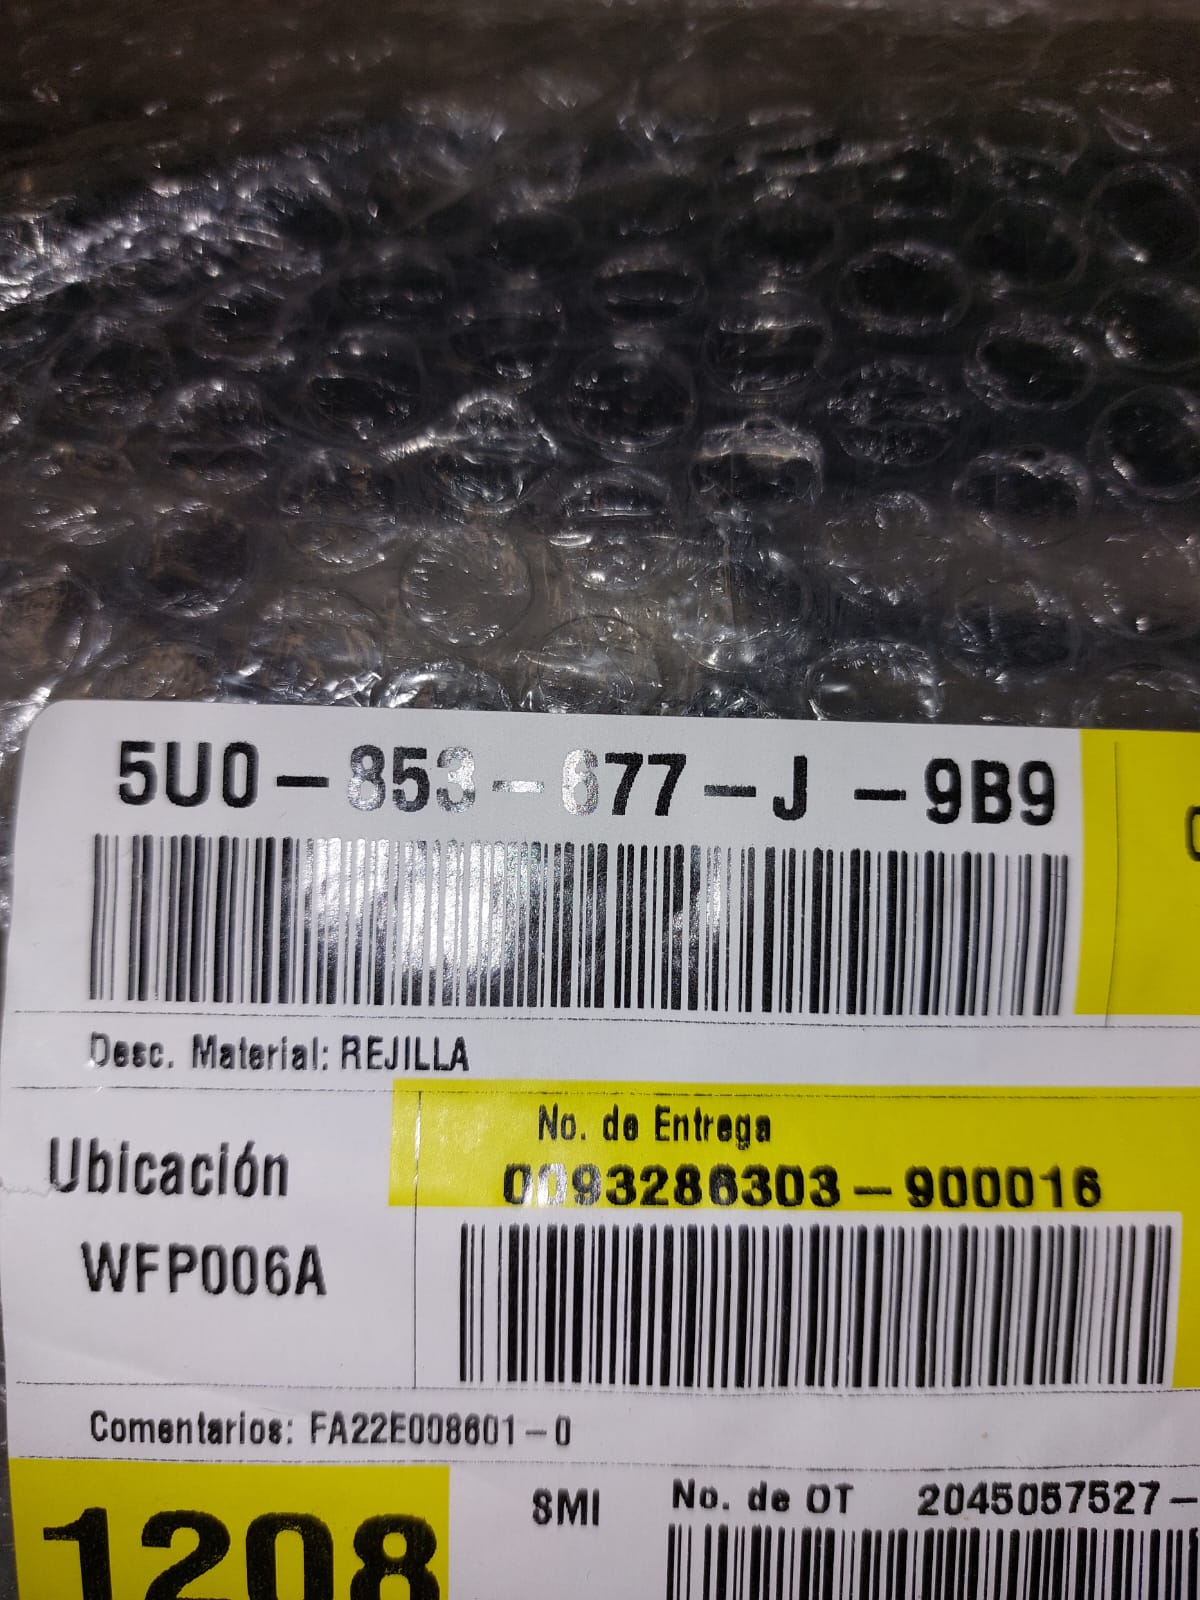 5U0-853-677-J -9B9
Desc. Material: REJILLA
No. de Entrega
Ubicación
0093286303-900016
WFP006A
Comentarios: FA22E008601-0
SMI
No. de OT 2045057527-
1208